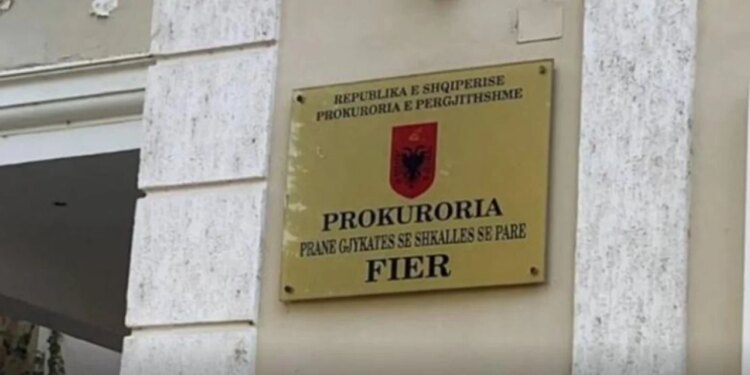 REPUBLIKA E SHQIPERISE
PROKURORIA E PERGJITHSHME
PROKURORIA
PRANE GJYKATES SE SHKALLES SE PARE
FIER